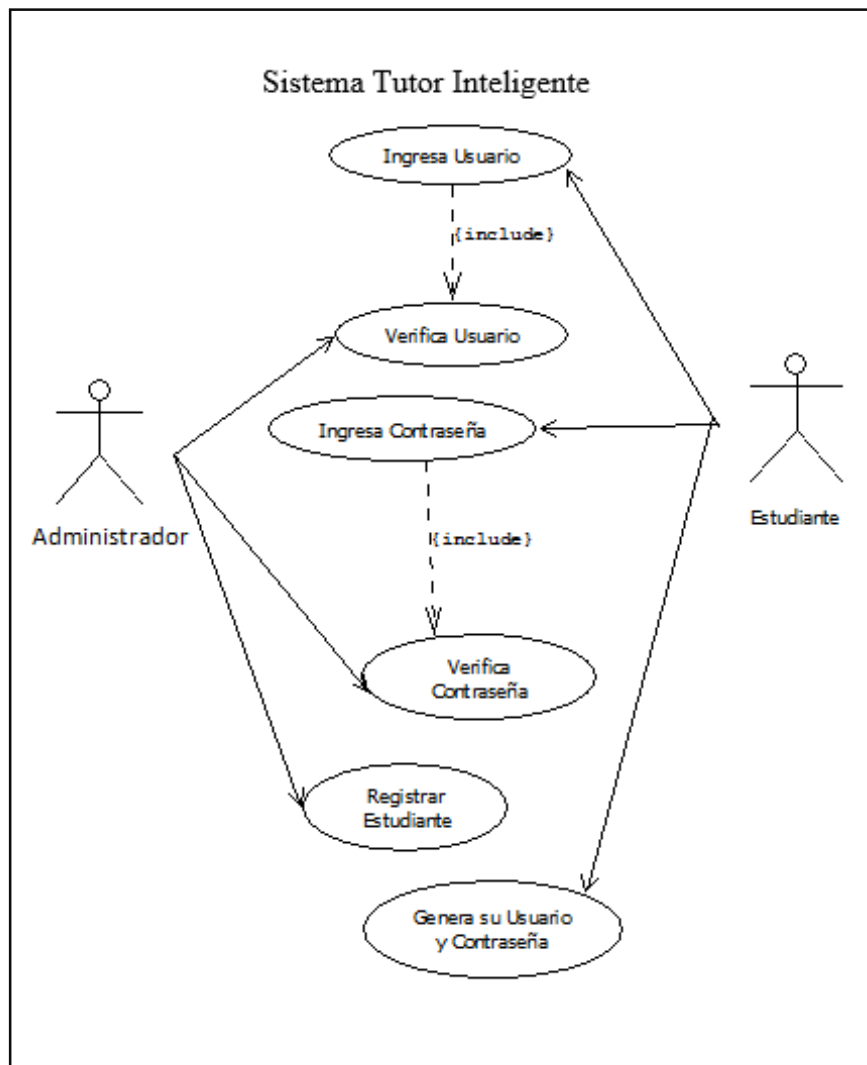 Sistema Tutor Inteligente
Ingresa Usuario
{include}
Verifica Usuario
Ingresa Contraseña
Administrador
Estudiante
{include}
Verifica
Contraseña
Registrar
Estudiante
Genera su Usuario
y Contraseña